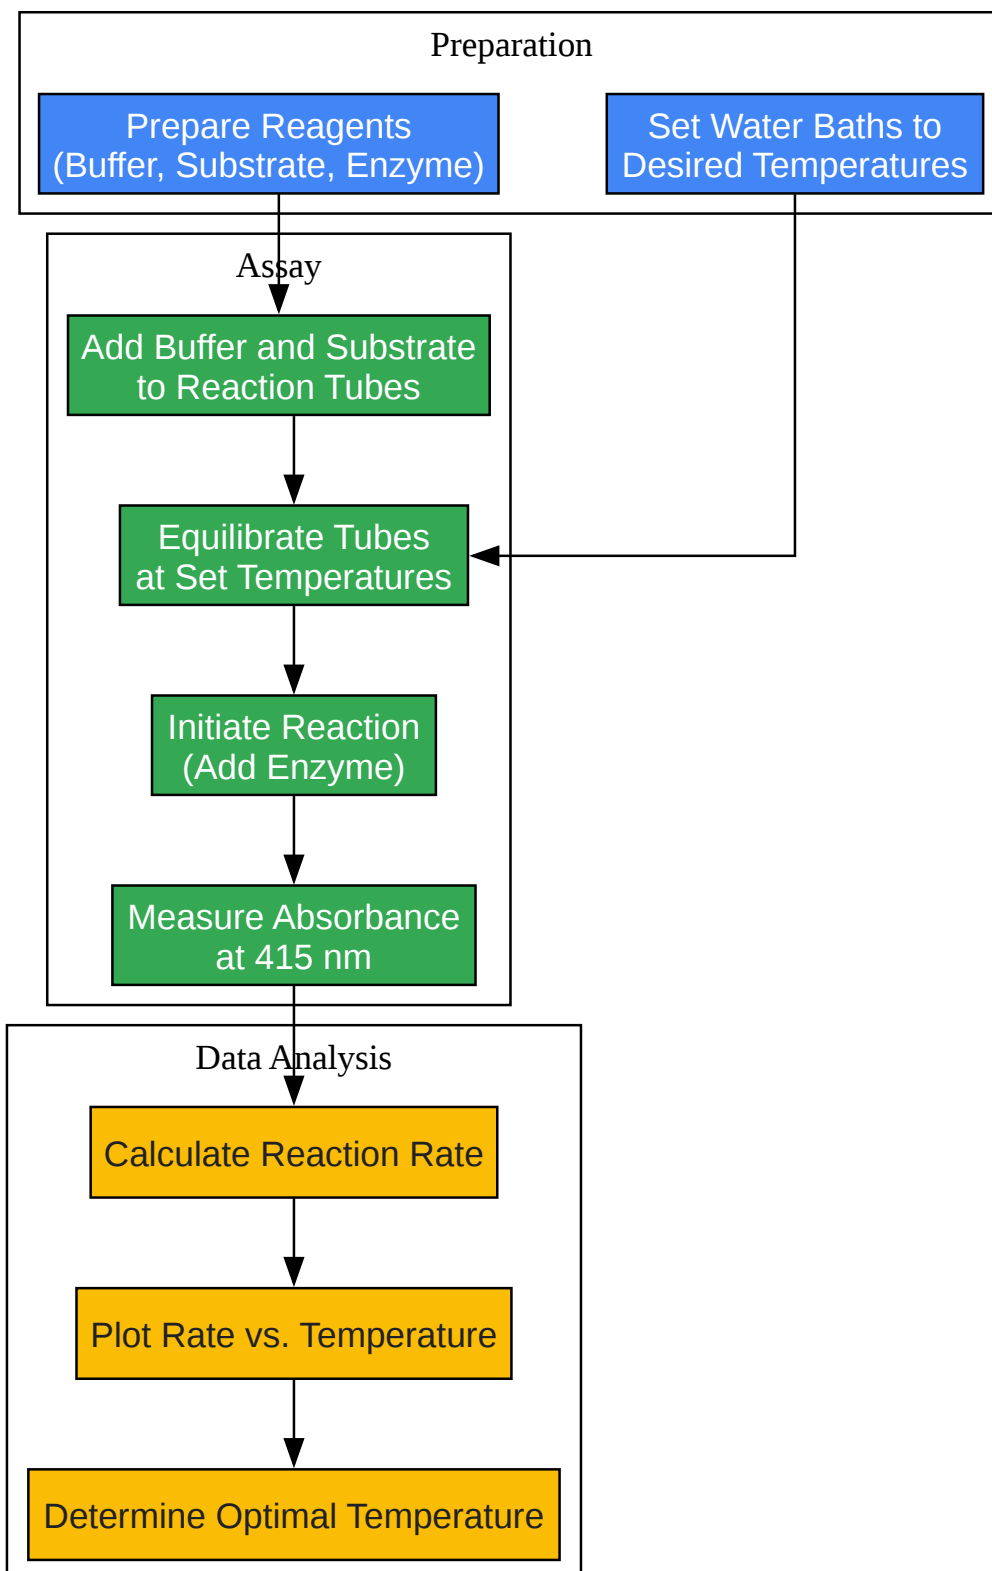 Preparation
Prepare Reagents
(Buffer, Substrate, Enzyme)
Set Water Baths to
Desired Temperatures
Assay
Add Buffer and Substrate
to Reaction Tubes
Equilibrate Tubes
at Set Temperatures
Initiate Reaction
(Add Enzyme)
Measure Absorbance
at 415 nm
Data Analysis
Calculate Reaction Rate
Plot Rate vs. Temperature
Determine Optimal Temperature